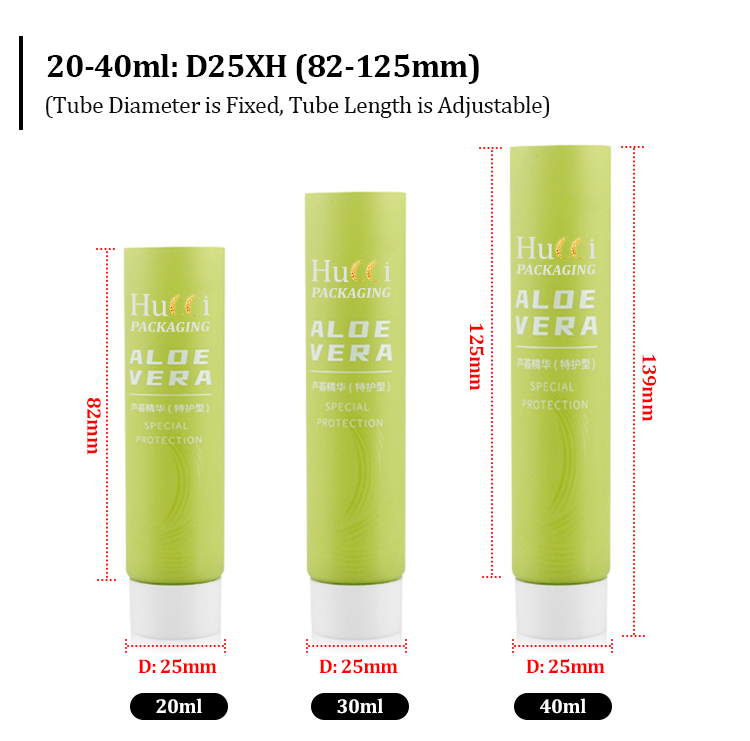 20-40ml: D25XH (82-125mm)
(Tube Diameter is Fixed, Tube Length is Adjustable)
82mm
Hucci
PACKAGING
ALOE
VERA
芦荟精华（特护型）
SPECIAL
PROTECTION
Hucci
PACKAGING
ALOE
VERA
芦荟精华（特护型）
SPECIAL
PROTECTION
125mm
Hucci
PACKAGING
ALOE
VERA
芦荟精华（特护型）
SPECIAL
PROTECTION
139mm
D: 25mm
D: 25mm
D: 25mm
20ml
30ml
40ml